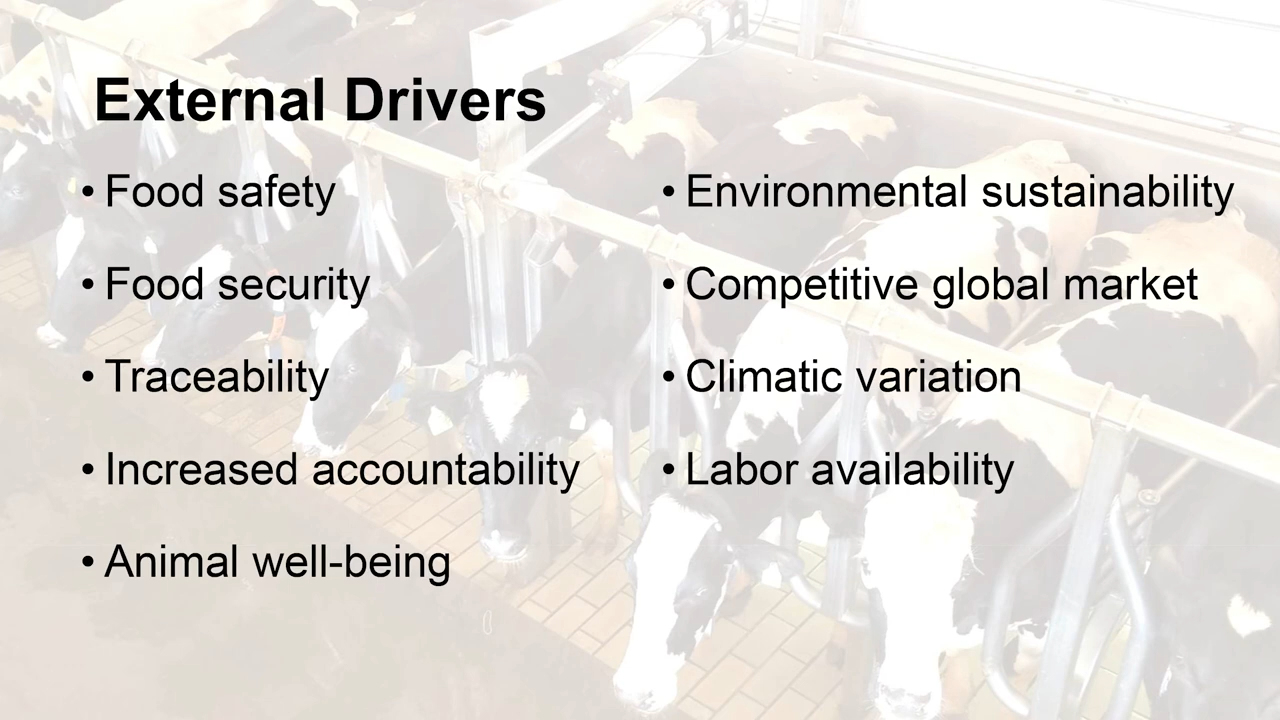 External Drivers
• Food safety
• Food security
• Traceability
• Increased accountability
• Animal well-being
• Environmental sustainability
• Competitive global market
• Climatic variation
• Labor availability